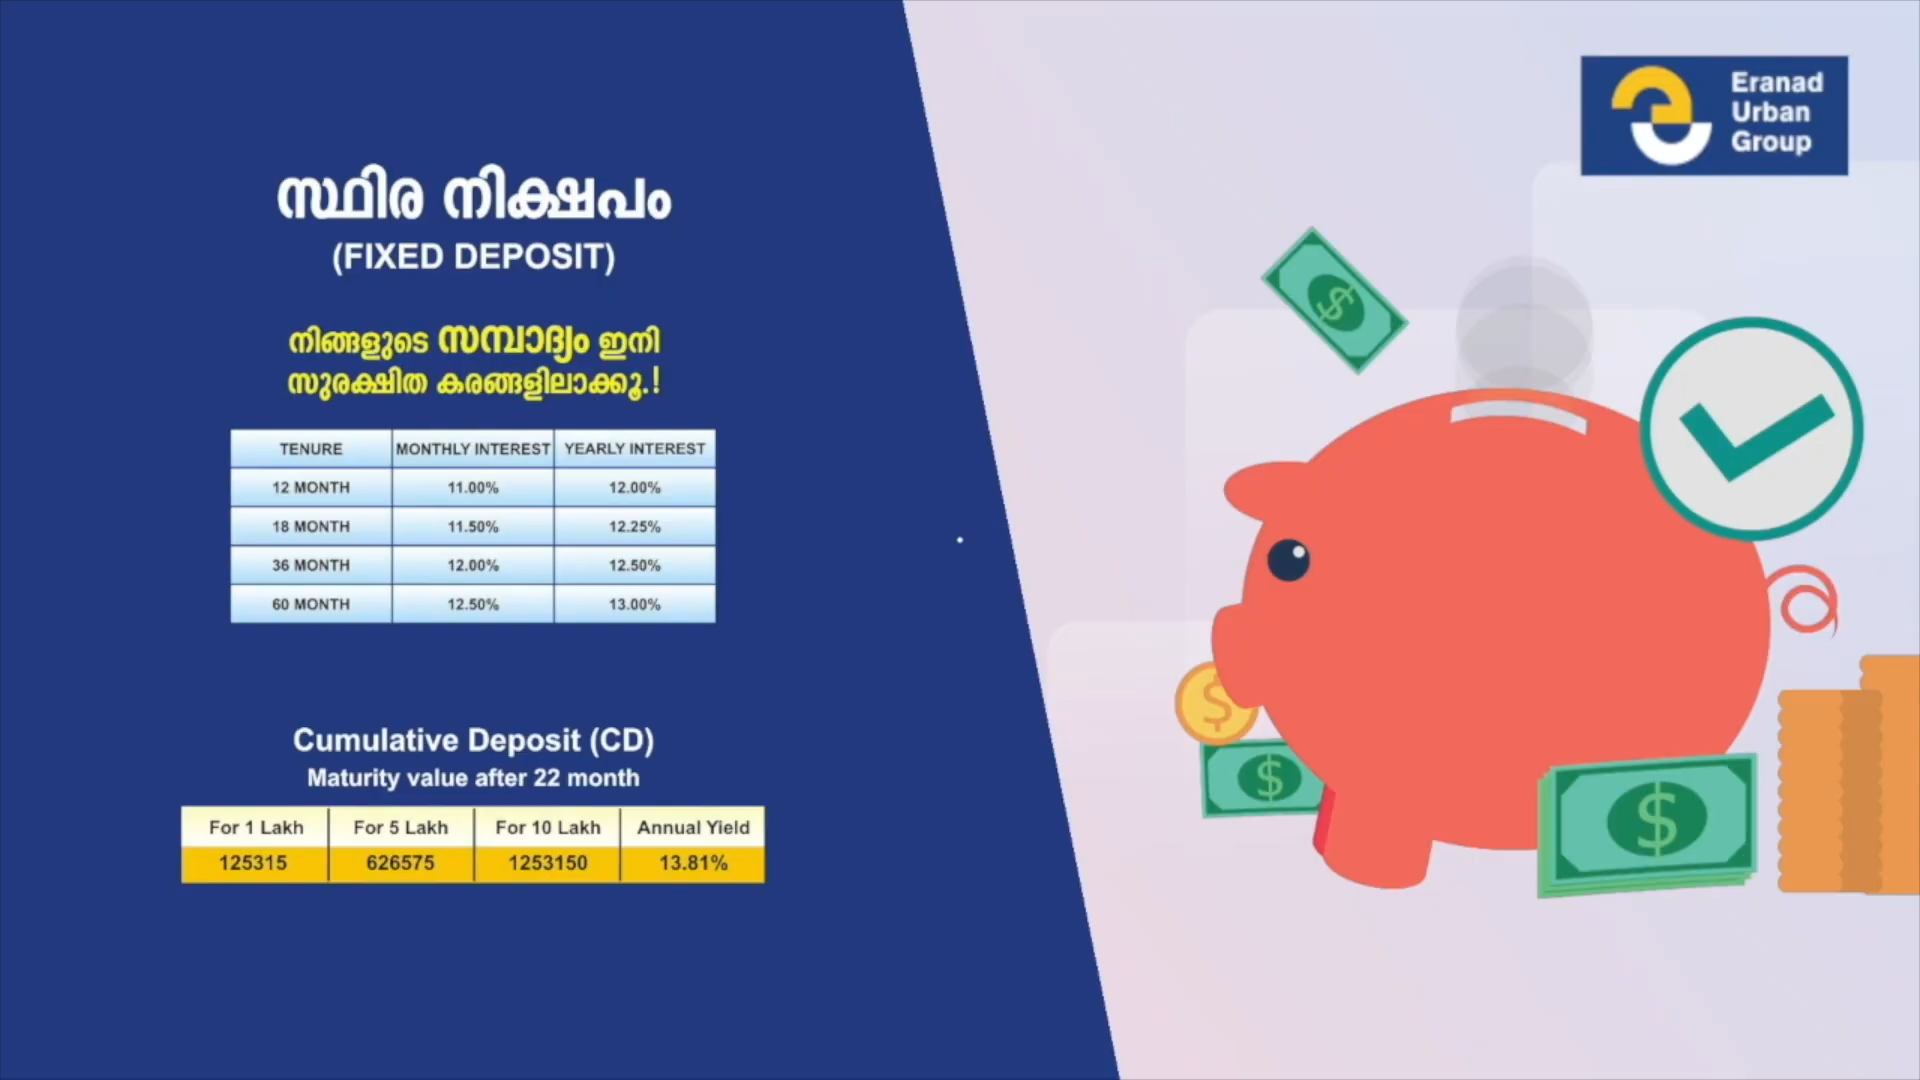 സ്ഥിര നിക്ഷപം
(FIXED DEPOSIT)
നിങ്ങളുടെ സമ്പാദ്യം ഇനി
സുരക്ഷിത കരങ്ങളിലാക്കൂ.!
TENURE MONTHLY INTEREST YEARLY INTEREST
12 MONTH 11.00% 12.00%
18 MONTH 11.50% 12.25%
36 MONTH 12.00% 12.50%
60 MONTH 12.50% 13.00%
Cumulative Deposit (CD)
Maturity value after 22 month
For 1 Lakh For 5 Lakh For 10 Lakh Annual Yield
125315 626575 1253150 13.81%
Eranad
Urban
Group
$
$
$
$